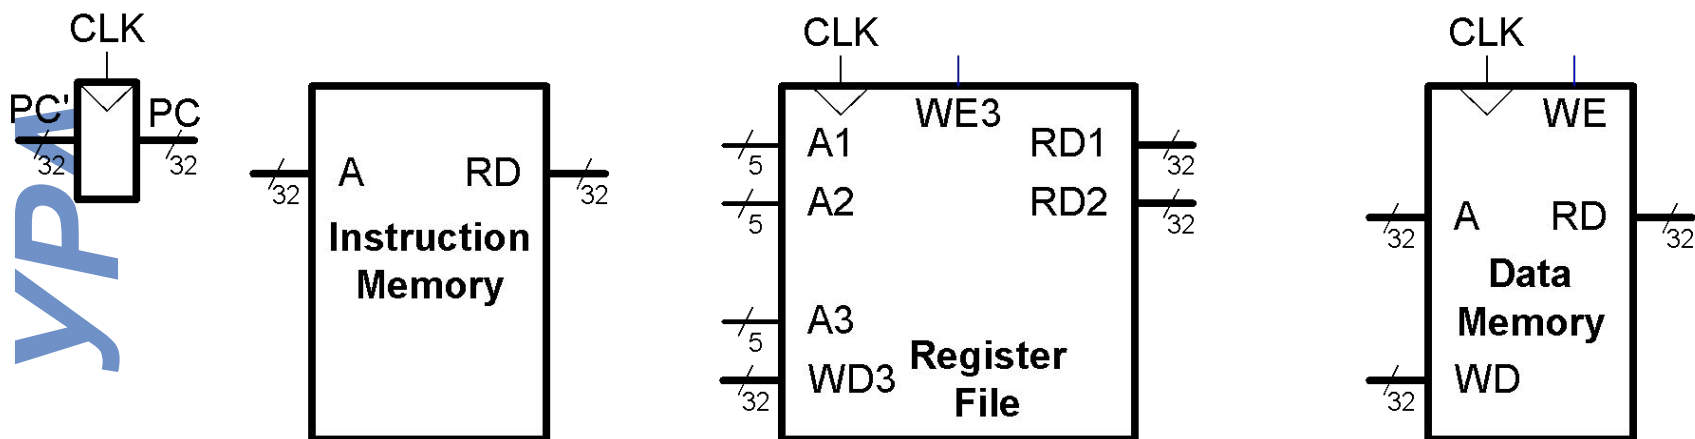 CLK
PC'
32
PC
32
32
A
RD
32
Instruction
Memory
CLK
WE3
5
A1
RD1
32
5
A2
RD2
32
5
A3
32
WD3
Register
File
CLK
WE
32
A
RD
32
Data
Memory
32
WD